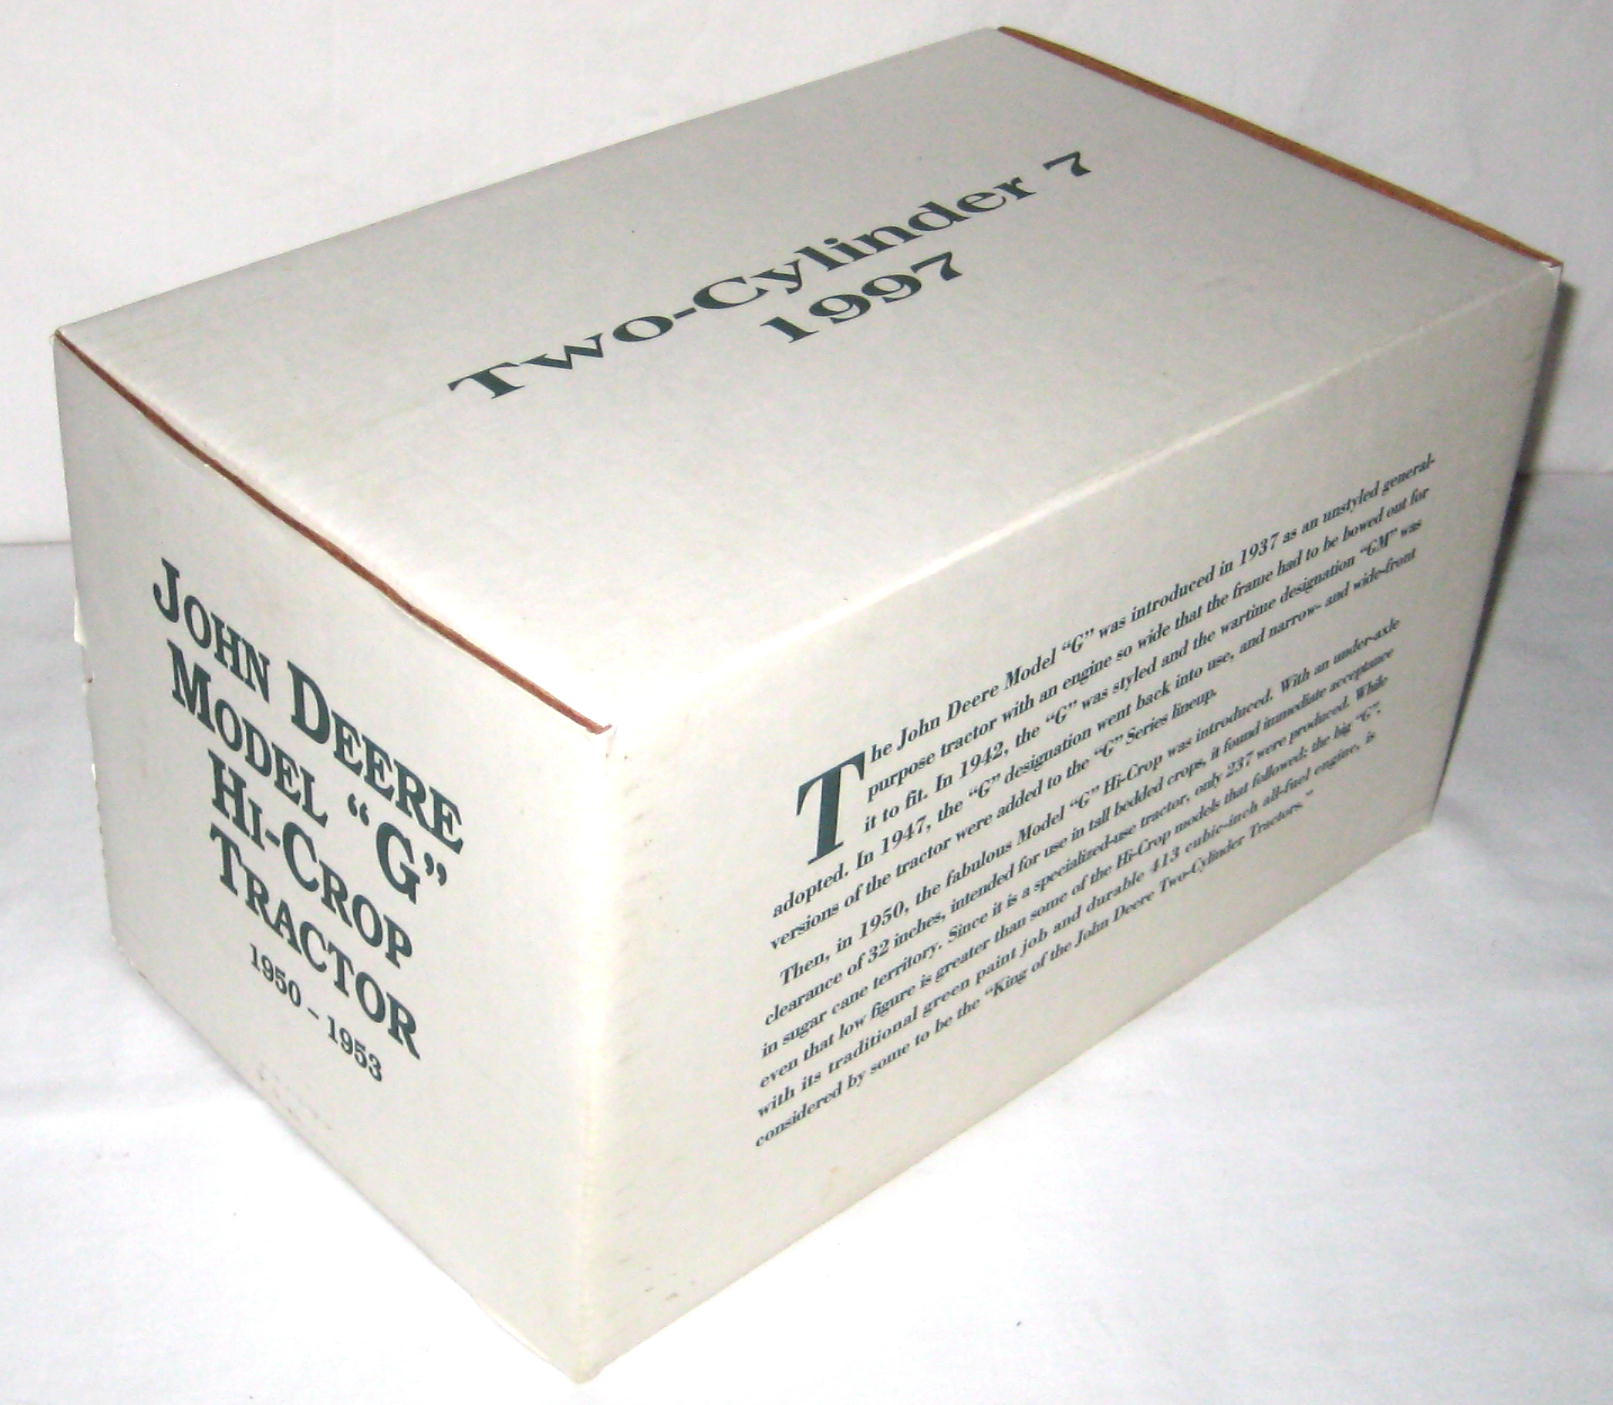 Two-Cylinder 7
1997
JOHN DEERE
MODEL “G”
HI-CROP
TRACTOR
1950 – 1953
The John Deere Model “G” was introduced in 1937 as an unstyled general-
purpose tractor with an engine so wide that the frame had to be bowed out for
it to fit. In 1942, the “G” was styled and the wartime designation “GM” was
adopted. In 1947, the “G” designation went back into use, and narrow- and wide-front
versions of the tractor were added to the “G” Series lineup.
Then, in 1950, the fabulous Model “G” Hi-Crop was introduced. With an under-axle
clearance of 32 inches, intended for use in tall bedded crops, it found immediate acceptance
in sugar cane territory. Since it is a specialized-use tractor, only 237 were produced. While
even that low figure is greater than some of the Hi-Crop models that followed; the big “G”,
with its traditional green paint job and durable 413 cubic-inch all-fuel engine, is
considered by some to be the “King of the John Deere Two-Cylinder Tractors.”